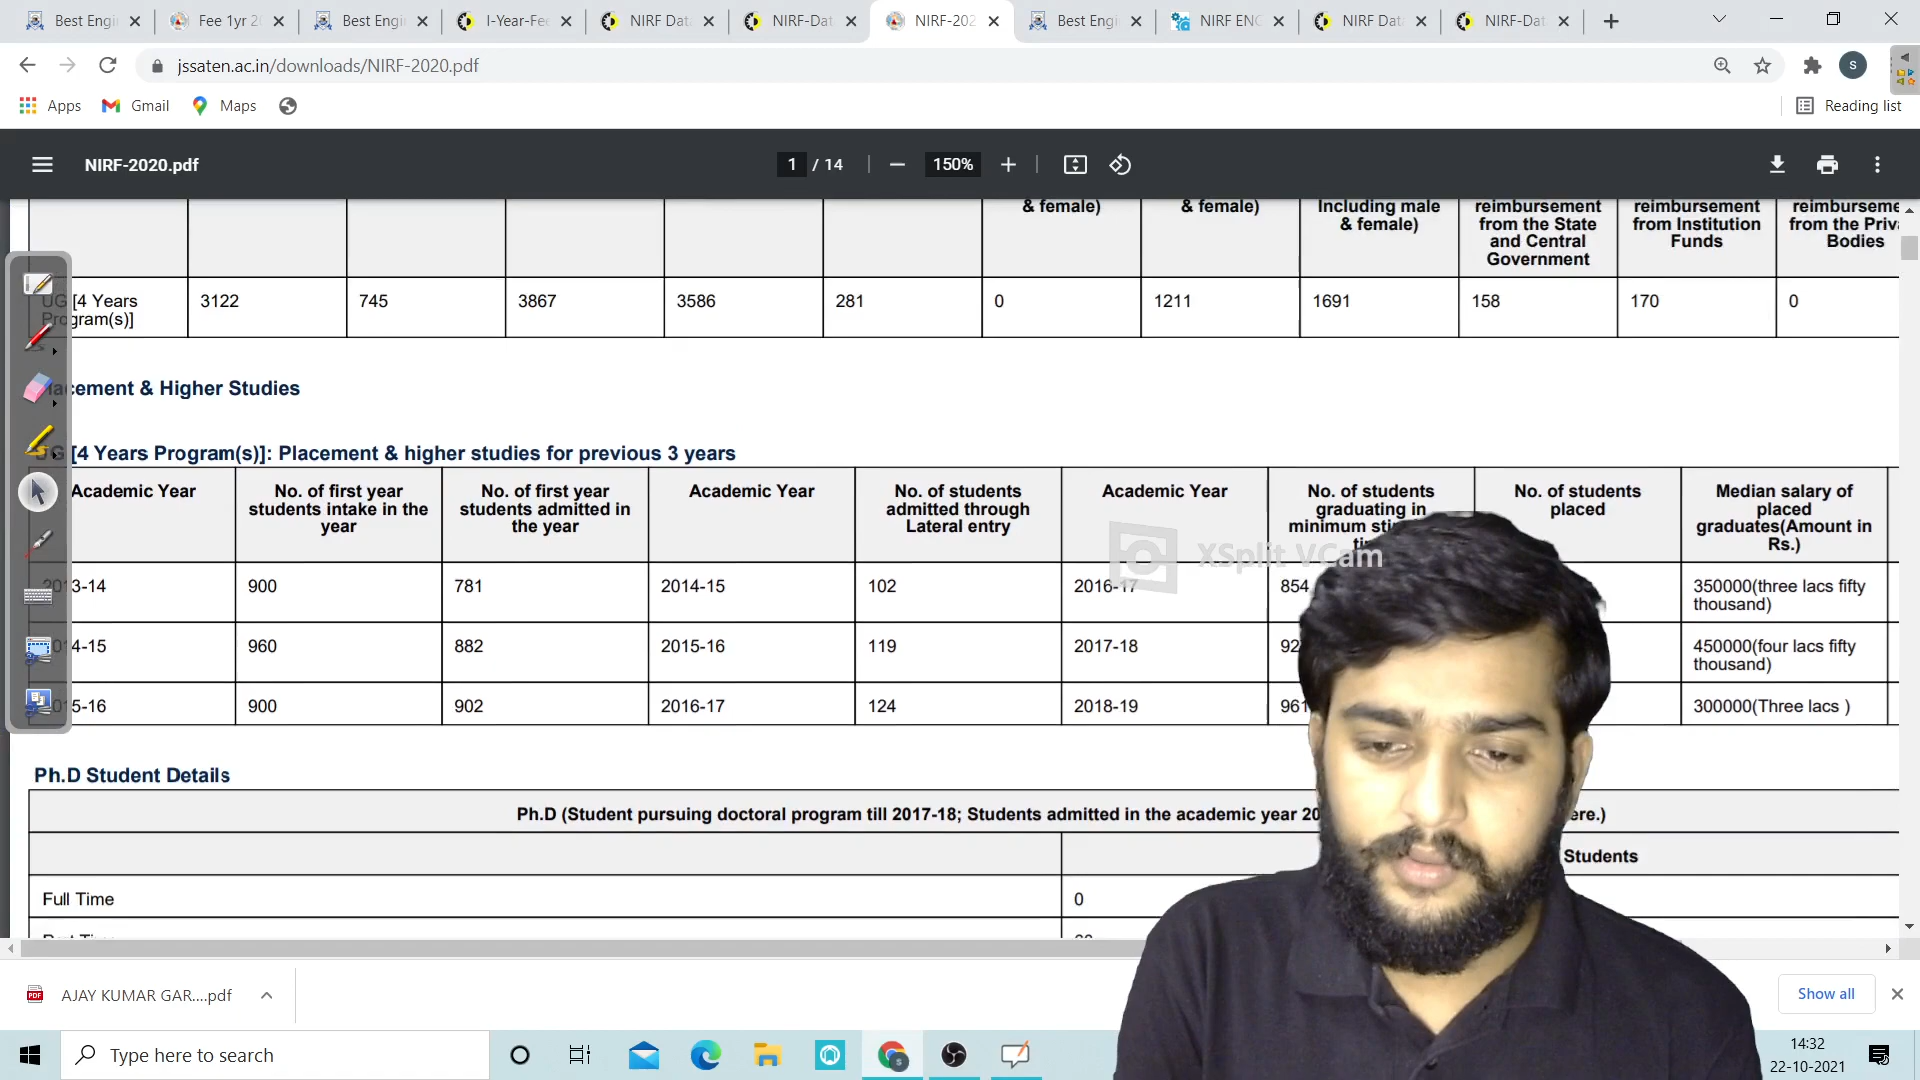 Best Engi
Fee 1yr 2
Best Engi
I-Year-Fee
NIRF Dat
NIRF-Dat
NIRF-202
Best Engi
NIRF ENG
NIRF Dat
NIRF-Dat
jssaten.ac.in/downloads/NIRF-2020.pdf
S
Apps
Gmail
Maps
Reading list
NIRF-2020.pdf
1 / 14
150%
& female)
& female)
Including male
& female)
reimbursement
from the State
and Central
Government
reimbursement
from Institution
Funds
reimburseme
from the Priva
Bodies
UG [4 Years
Program(s)]
3122
745
3867
3586
281
0
1211
1691
158
170
0
acement & Higher Studies
UG [4 Years Program(s)]: Placement & higher studies for previous 3 years
Academic Year
No. of first year
students intake in the
year
No. of first year
students admitted in
the year
Academic Year
No. of students
admitted through
Lateral entry
Academic Year
No. of students
graduating in
minimum
No. of students
placed
Median salary of
placed
graduates(Amount in
Rs.)
XSplit VCam
2013-14
900
781
2014-15
102
2016-17
854
350000(three lacs fifty
thousand)
14-15
960
882
2015-16
119
2017-18
92
450000(four lacs fifty
thousand)
15-16
900
902
2016-17
124
2018-19
961
300000(Three lacs )
Ph.D Student Details
Ph.D (Student pursuing doctoral program till 2017-18; Students admitted in the academic year 20
ere.)
Students
Full Time
0
PDF
AJAY KUMAR GAR....pdf
Show all
Type here to search
14:32
22-10-2021